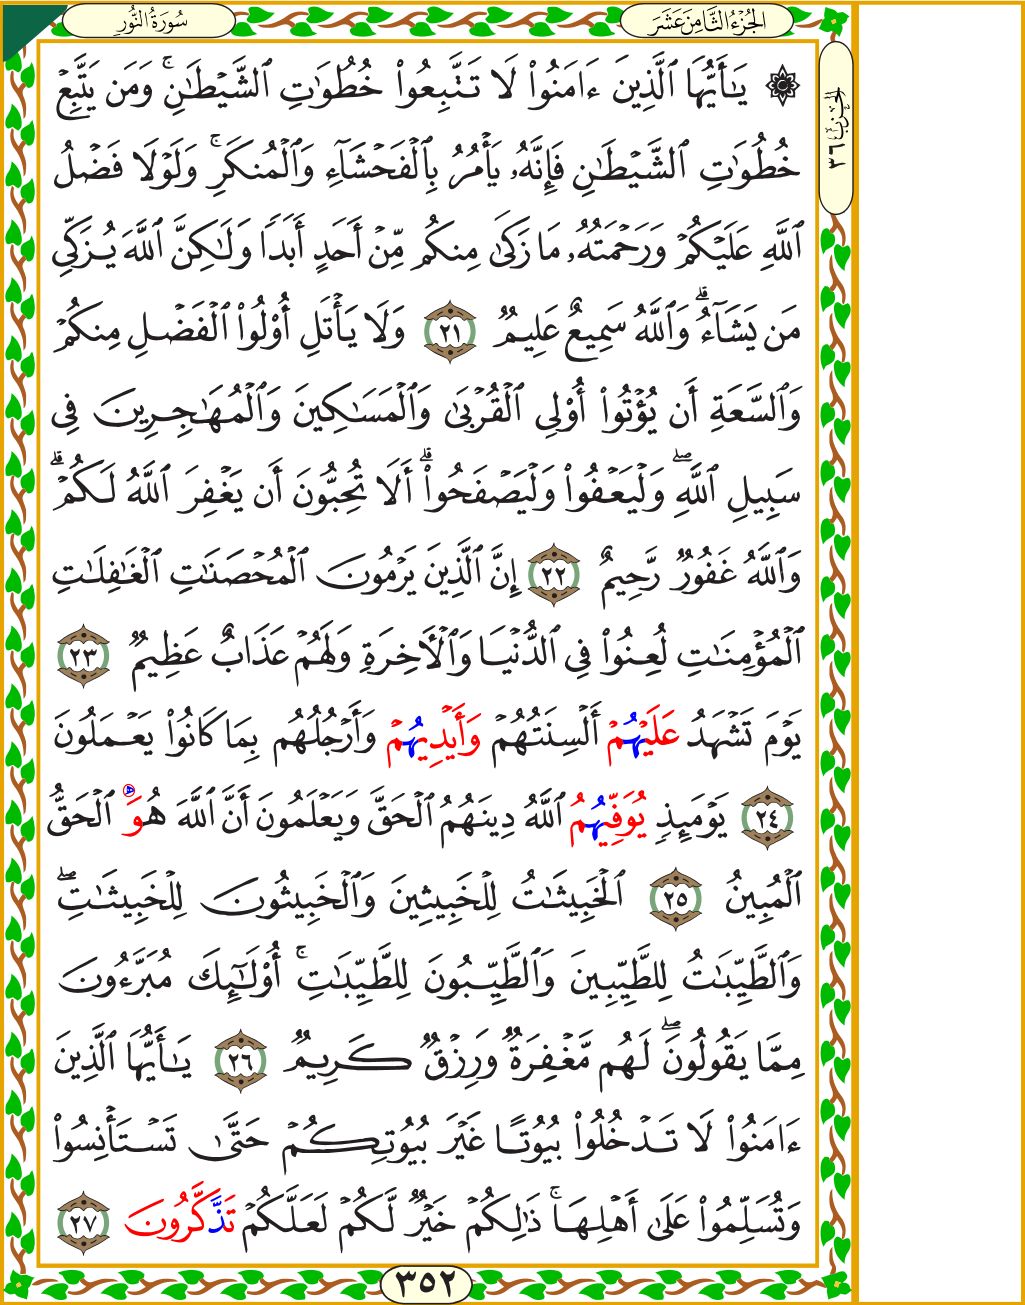 سُورَةُ النُّورِ
الجُزْءُ الثَّامِنَ عَشَرَ
الحِزْب ٣٦
۞ يَـٰٓأَيُّهَا ٱلَّذِينَ ءَامَنُوا۟ لَا تَتَّبِعُوا۟ خُطُوَٰتِ ٱلشَّيْطَـٰنِ ۚ وَمَن يَتَّبِعْ
خُطُوَٰتِ ٱلشَّيْطَـٰنِ فَإِنَّهُۥ يَأْمُرُ بِٱلْفَحْشَآءِ وَٱلْمُنكَرِ ۚ وَلَوْلَا فَضْلُ
ٱللَّهِ عَلَيْكُمْ وَرَحْمَتُهُۥ مَا زَكَىٰ مِنكُم مِّنْ أَحَدٍ أَبَدًا وَلَـٰكِنَّ ٱللَّهَ يُزَكِّى
مَن يَشَآءُ ۗ وَٱللَّهُ سَمِيعٌ عَلِيمٌ ٢١ وَلَا يَأْتَلِ أُو۟لُوا۟ ٱلْفَضْلِ مِنكُمْ
وَٱلسَّعَةِ أَن يُؤْتُوٓا۟ أُو۟لِى ٱلْقُرْبَىٰ وَٱلْمَسَـٰكِينَ وَٱلْمُهَـٰجِرِينَ فِى
سَبِيلِ ٱللَّهِ ۖ وَلْيَعْفُوا۟ وَلْيَصْفَحُوٓا۟ ۗ أَلَا تُحِبُّونَ أَن يَغْفِرَ ٱللَّهُ لَكُمْ ۗ
وَٱللَّهُ غَفُورٌ رَّحِيمٌ ٢٢ إِنَّ ٱلَّذِينَ يَرْمُونَ ٱلْمُحْصَنَـٰتِ ٱلْغَـٰفِلَـٰتِ
ٱلْمُؤْمِنَـٰتِ لُعِنُوا۟ فِى ٱلدُّنْيَا وَٱلْأَخِرَةِ وَلَهُمْ عَذَابٌ عَظِيمٌ ٢٣
يَوْمَ تَشْهَدُ عَلَيْهُمْ أَلْسِنَتُهُمْ وَأَيْدِيهُمْ وَأَرْجُلُهُم بِمَا كَانُوا۟ يَعْمَلُونَ
٢٤ يَوْمَئِذٍ يُوَفِّيهُمُ ٱللَّهُ دِينَهُمُ ٱلْحَقَّ وَيَعْلَمُونَ أَنَّ ٱللَّهَ هُوَ ٱلْحَقُّ
ٱلْمُبِينُ ٢٥ ٱلْخَبِيثَـٰتُ لِلْخَبِيثِينَ وَٱلْخَبِيثُونَ لِلْخَبِيثَـٰتِ ۖ
وَٱلطَّيِّبَـٰتُ لِلطَّيِّبِينَ وَٱلطَّيِّبُونَ لِلطَّيِّبَـٰتِ ۚ أُو۟لَـٰٓئِكَ مُبَرَّءُونَ
مِمَّا يَقُولُونَ ۖ لَهُم مَّغْفِرَةٌ وَرِزْقٌ كَرِيمٌ ٢٦ يَـٰٓأَيُّهَا ٱلَّذِينَ
ءَامَنُوا۟ لَا تَدْخُلُوا۟ بُيُوتًا غَيْرَ بُيُوتِكُمْ حَتَّىٰ تَسْتَأْنِسُوا۟
وَتُسَلِّمُوا۟ عَلَىٰٓ أَهْلِهَا ۚ ذَٰلِكُمْ خَيْرٌ لَّكُمْ لَعَلَّكُمْ تَذَّكَّرُونَ ٢٧
٣٥٢